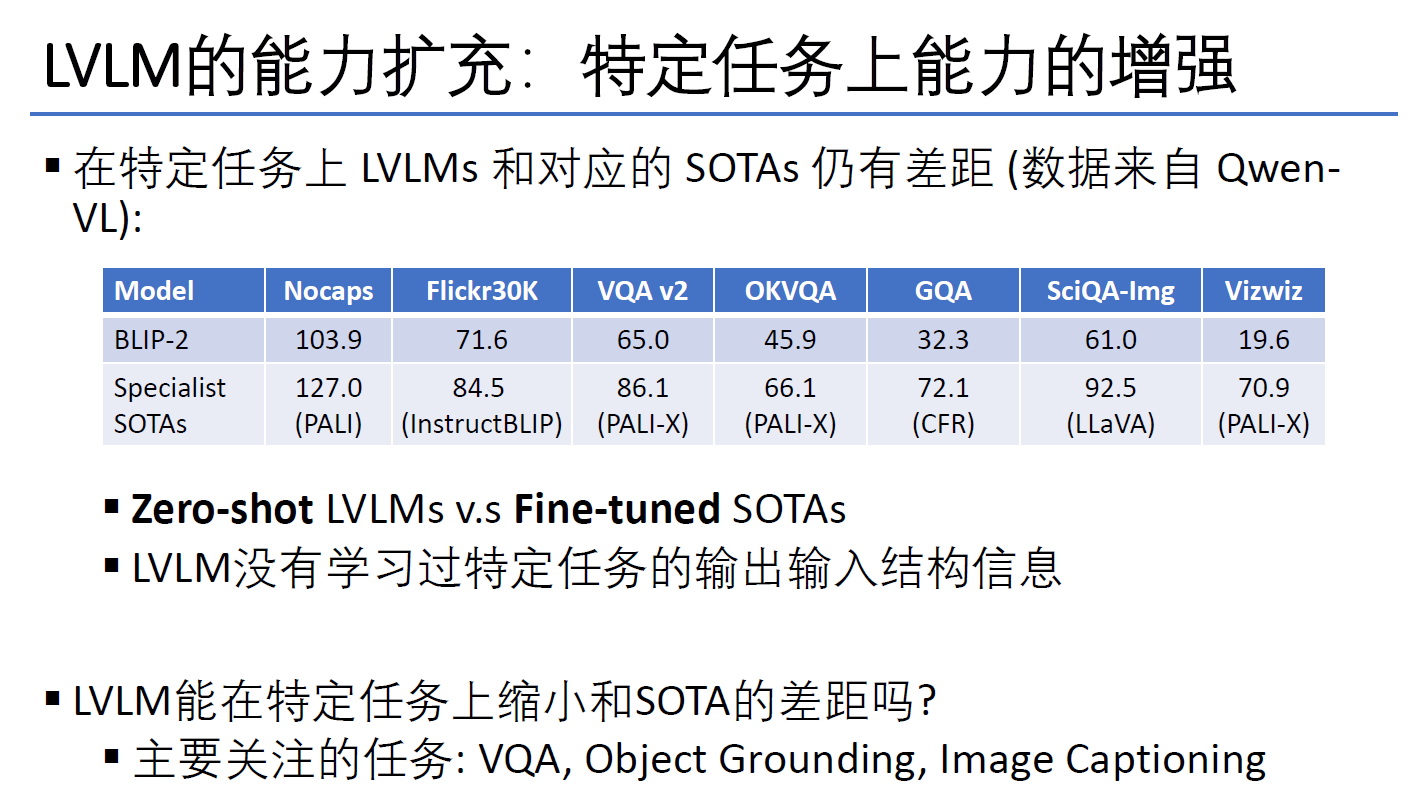 LVLM的能力扩充：特定任务上能力的增强
▪ 在特定任务上 LVLMs 和对应的 SOTAs 仍有差距 (数据来自 Qwen-
VL):
Model Nocaps Flickr30K VQA v2 OKVQA GQA SciQA-Img Vizwiz
BLIP-2 103.9 71.6 65.0 45.9 32.3 61.0 19.6
Specialist 127.0 84.5 86.1 66.1 72.1 92.5 70.9
SOTAs (PALI) (InstructBLIP) (PALI-X) (PALI-X) (CFR) (LLaVA) (PALI-X)
▪ Zero-shot LVLMs v.s Fine-tuned SOTAs
▪ LVLM没有学习过特定任务的输出输入结构信息
▪ LVLM能在特定任务上缩小和SOTA的差距吗?
▪ 主要关注的任务: VQA, Object Grounding, Image Captioning